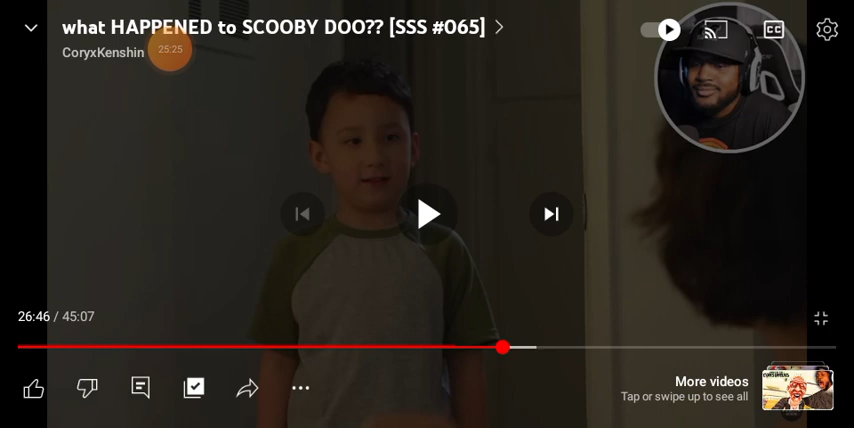 what HAPPENED to SCOOBY DOO?? [SSS #065]
CoryxKenshin
25:25
CC
26:46 / 45:07
More videos
Tap or swipe up to see all